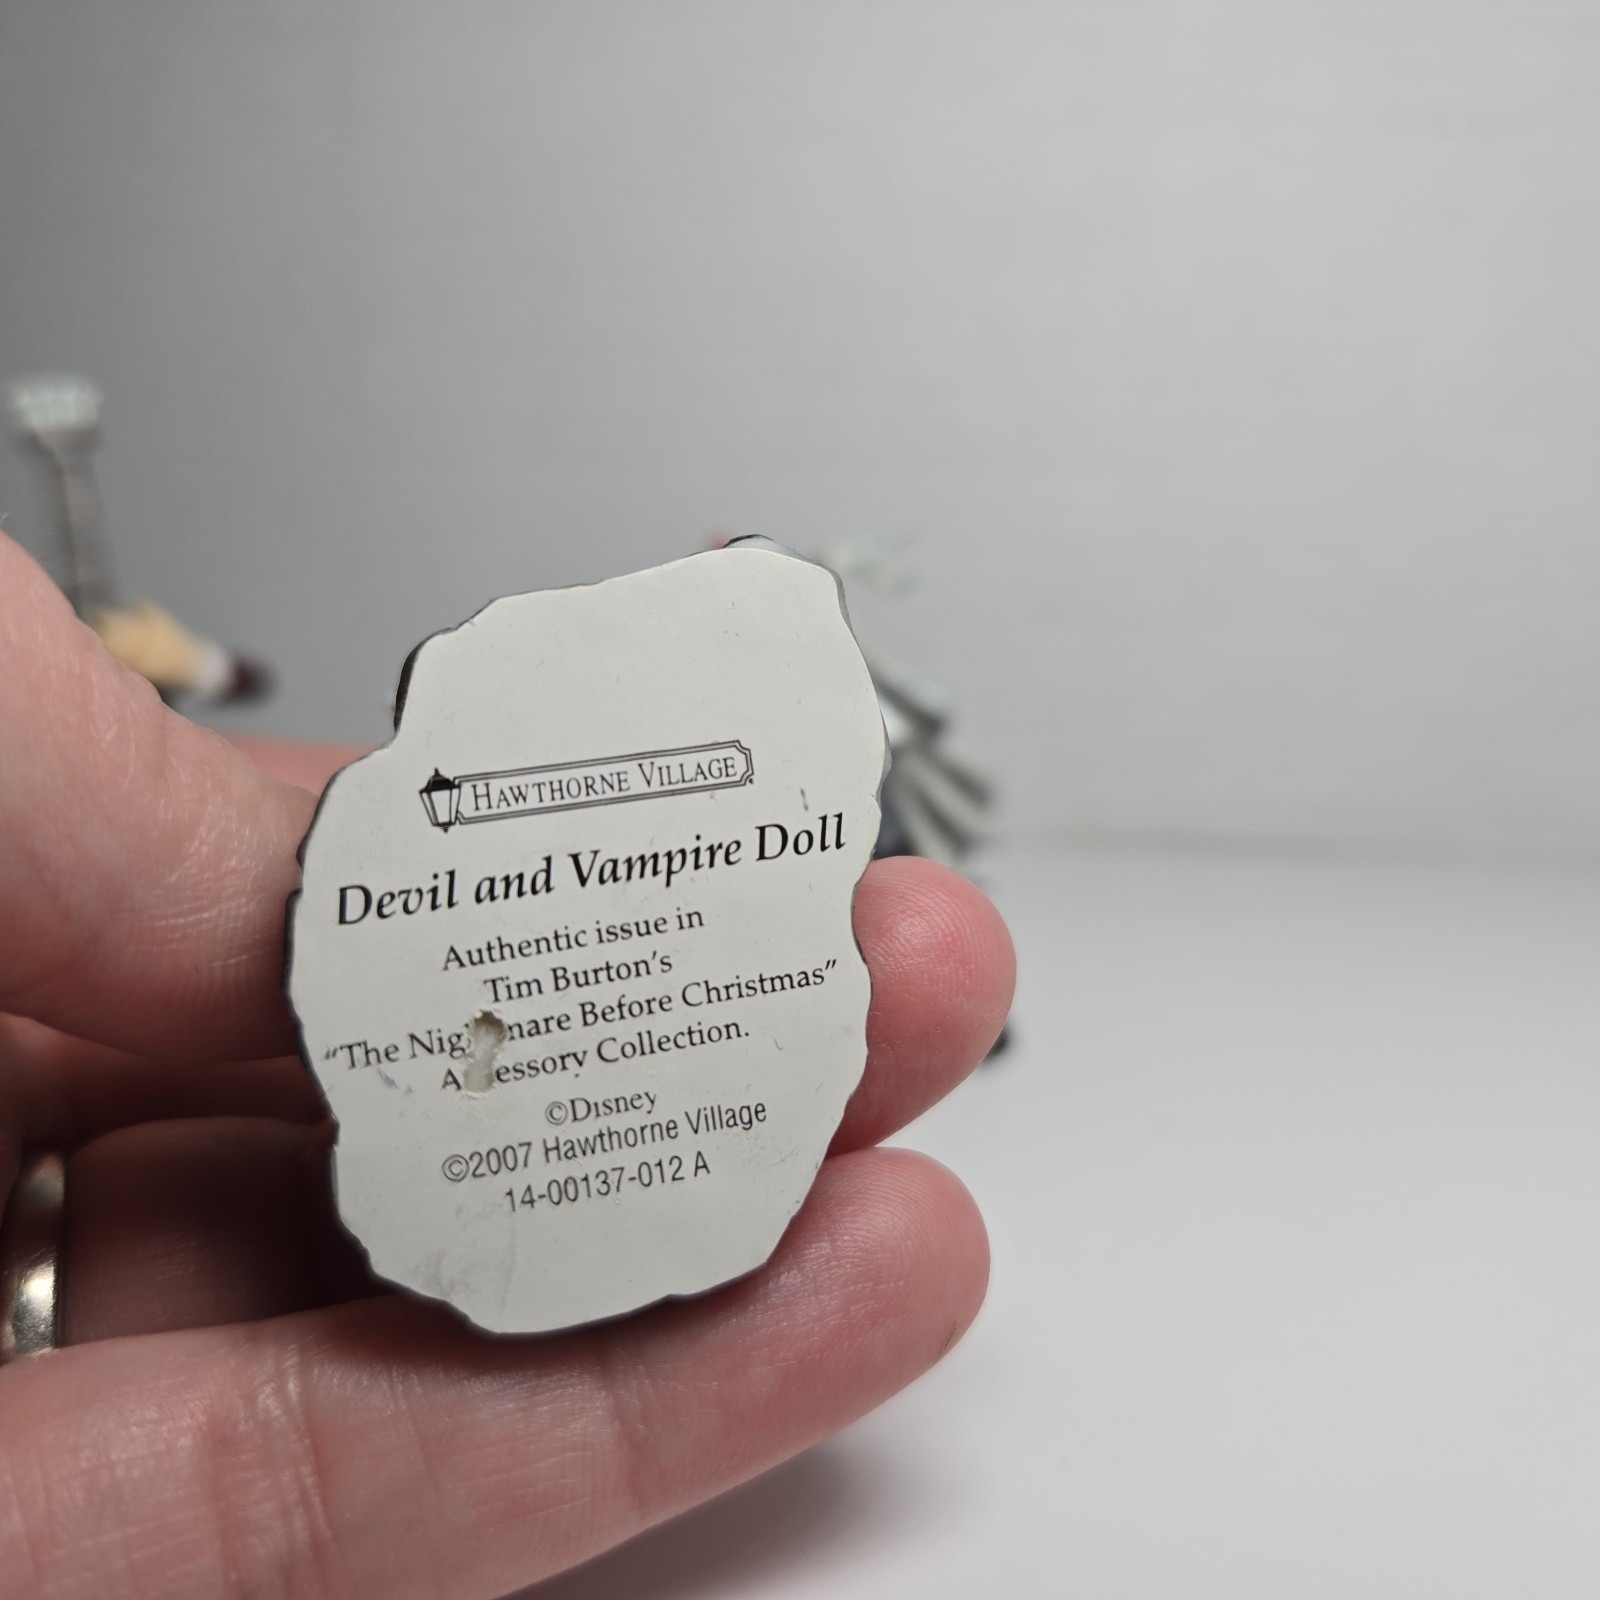 HAWTHORNE VILLAGE
Devil and Vampire Doll
Authentic issue in
Tim Burton's
"The Nig mare Before Christmas"
A essory Collection.
©Disney
©2007 Hawthorne Village
14-00137-012 A